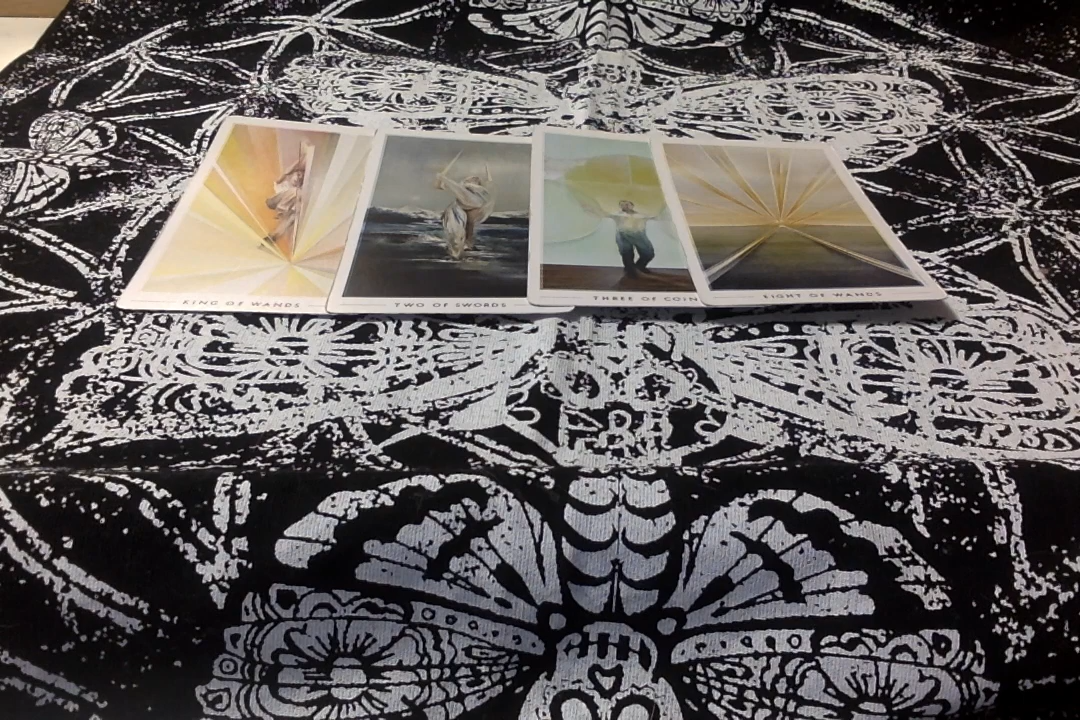 KING OF WANDS
TWO OF SWORDS
THREE OF COIN
EIGHT OF WANDS